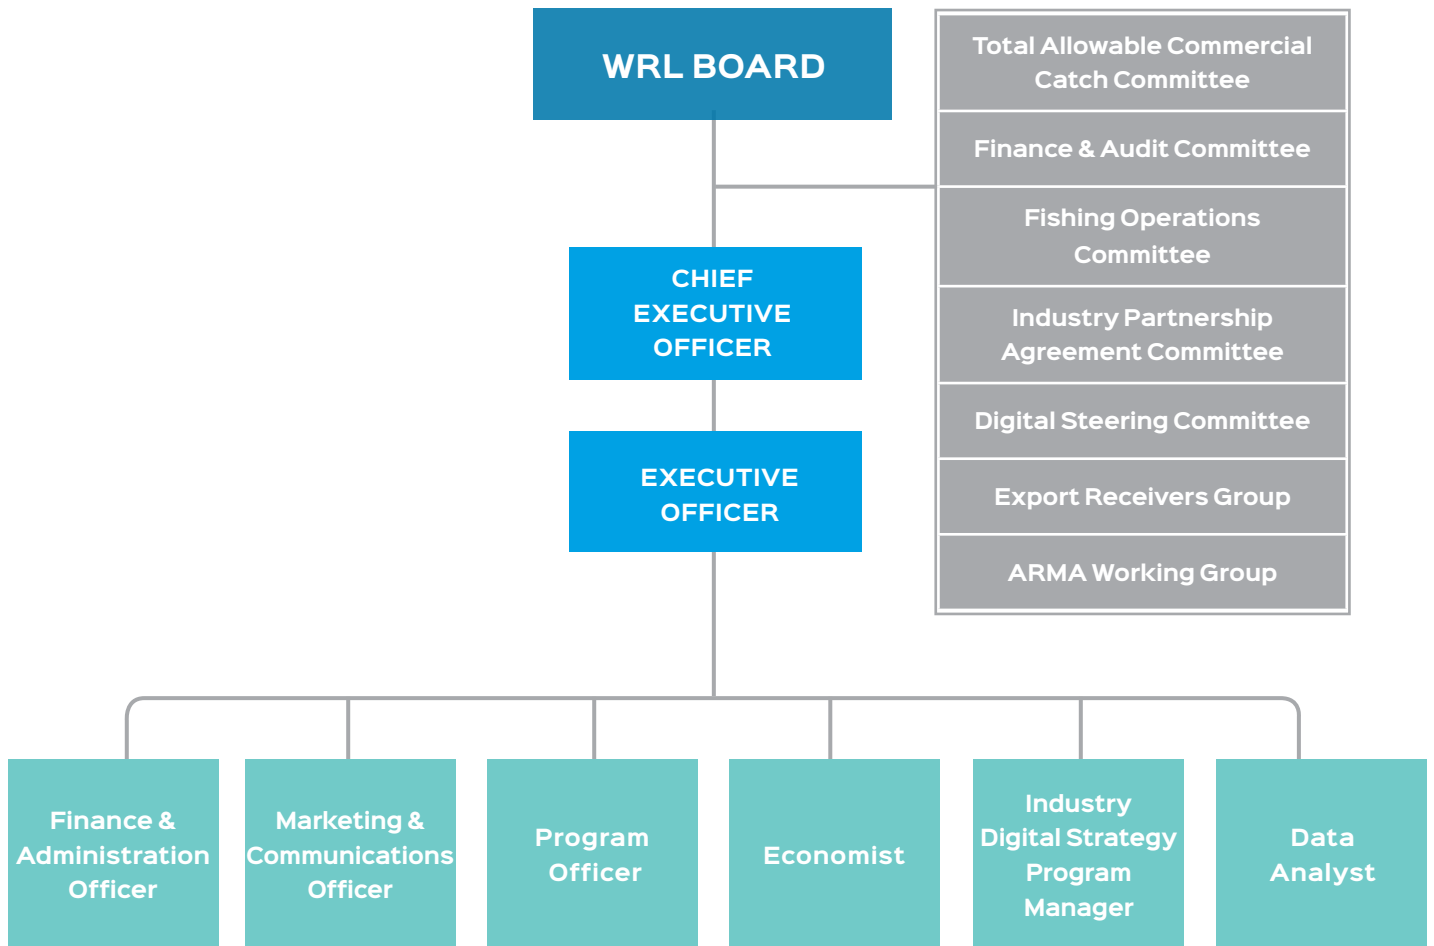 WRL BOARD
Total Allowable Commercial
Catch Committee
Finance & Audit Committee
Fishing Operations
Committee
Industry Partnership
Agreement Committee
Digital Steering Committee
Export Receivers Group
ARMA Working Group
CHIEF
EXECUTIVE
OFFICER
EXECUTIVE
OFFICER
Finance &
Administration
Officer
Marketing &
Communications
Officer
Program
Officer
Economist
Industry
Digital Strategy
Program
Manager
Data
Analyst